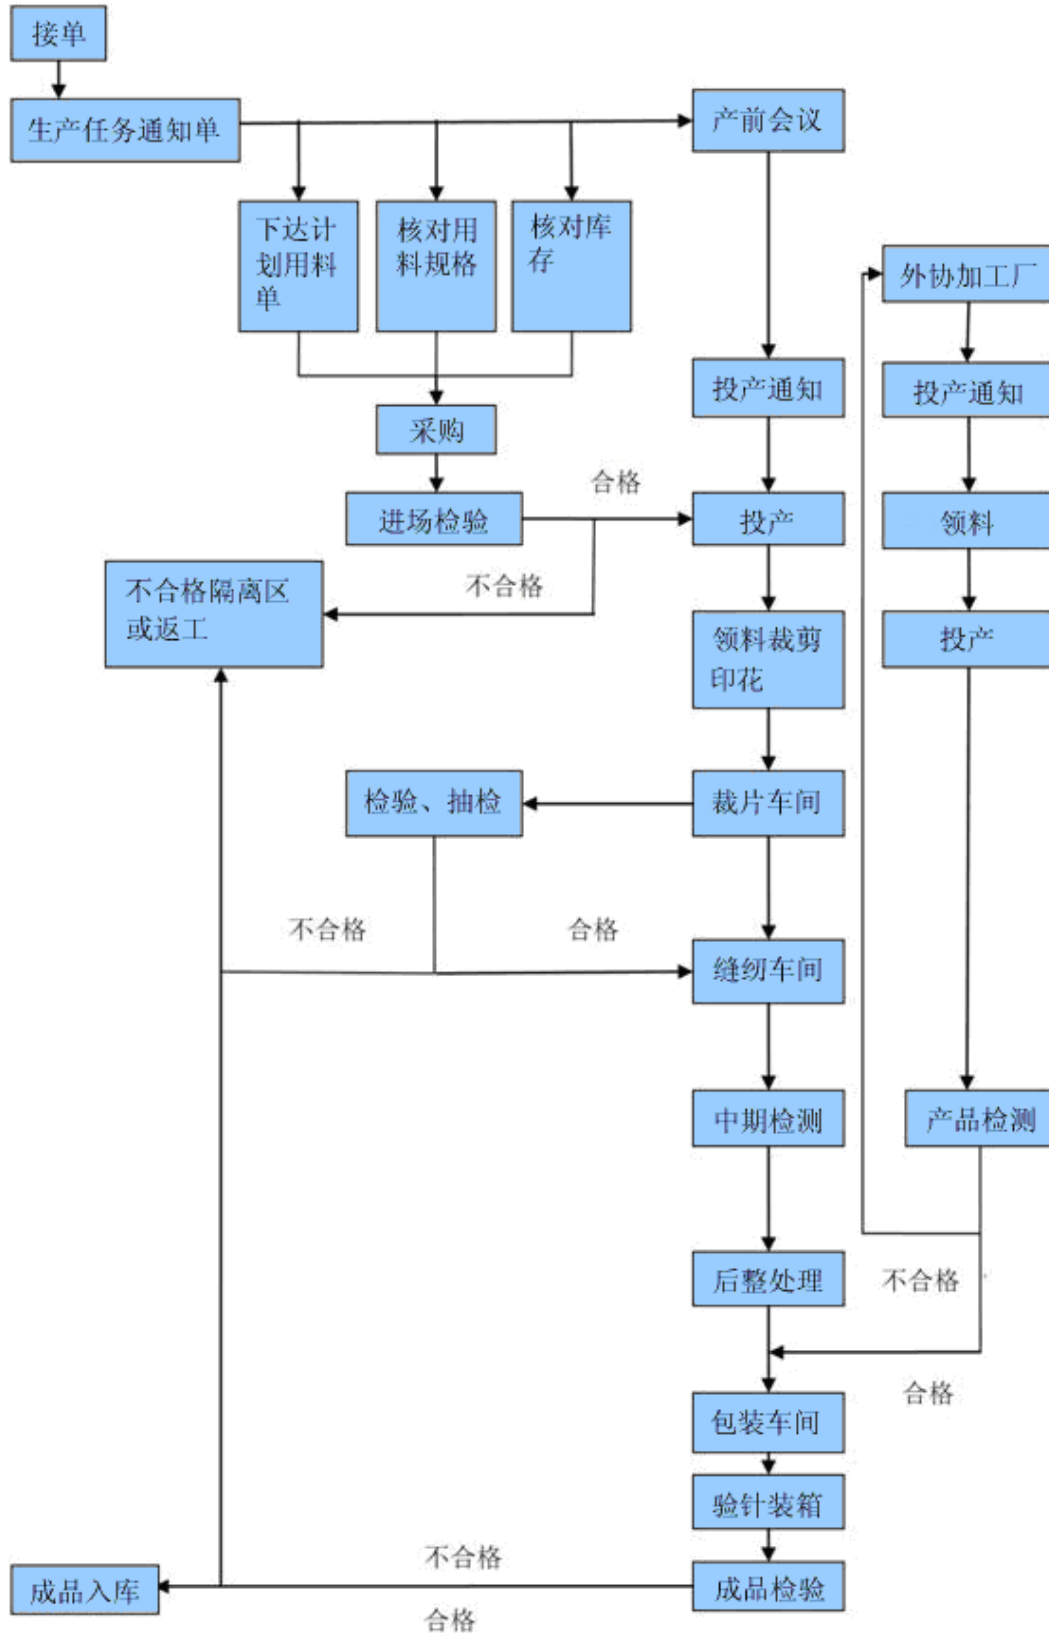 接单
生产任务通知单
产前会议
下达计
划用料
单
核对用
料规格
核对库
存
外协加工厂
投产通知
投产通知
采购
合格
进场检验
投产
领料
不合格
不合格隔离区
或返工
领料裁剪
印花
投产
检验、抽检
裁片车间
不合格
合格
缝纫车间
中期检测
产品检测
后整处理
不合格
合格
包装车间
验针装箱
不合格
成品入库
成品检验
合格